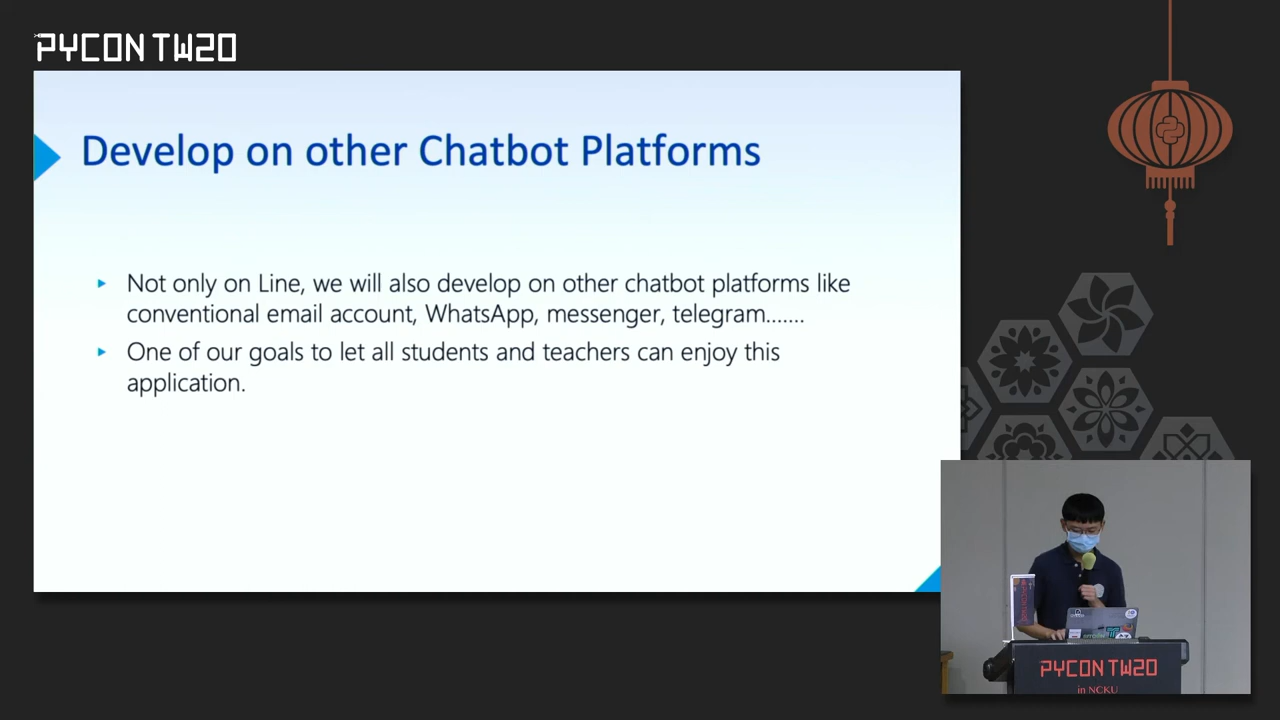 PYCON TW20
Develop on other Chatbot Platforms
Not only on Line, we will also develop on other chatbot platforms like
conventional email account, WhatsApp, messenger, telegram.......
One of our goals to let all students and teachers can enjoy this
application.
PYCON TW20
in NCKU